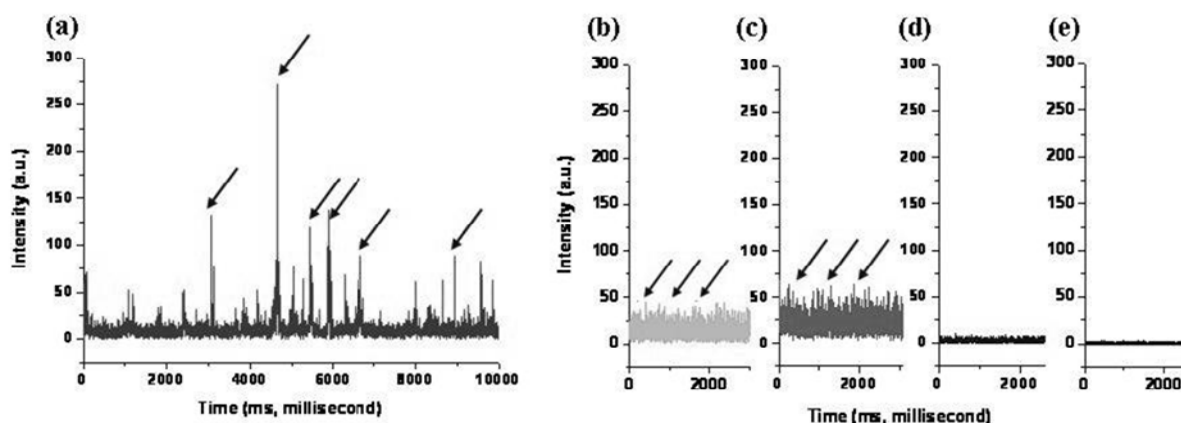 (a)
Intensity (a.u.)
300
250
200
150
100
50
0
0 2000 4000 6000 8000 10000
Time (ms, millisecond)
(b) (c) (d) (e)
Intensity (a.u.)
300 300 300 300
250 250 250 250
200 200 200 200
150 150 150 150
100 100 100 100
50 50 50 50
0 0 0 0
0 2000 0 2000 0 2000 0 2000
Time (ms, millisecond)